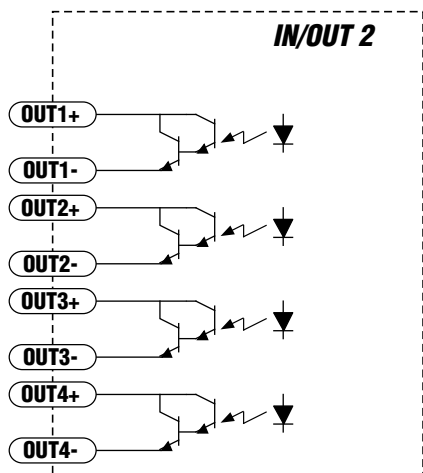 IN/OUT 2
OUT1+
OUT1-
OUT2+
OUT2-
OUT3+
OUT3-
OUT4+
OUT4-